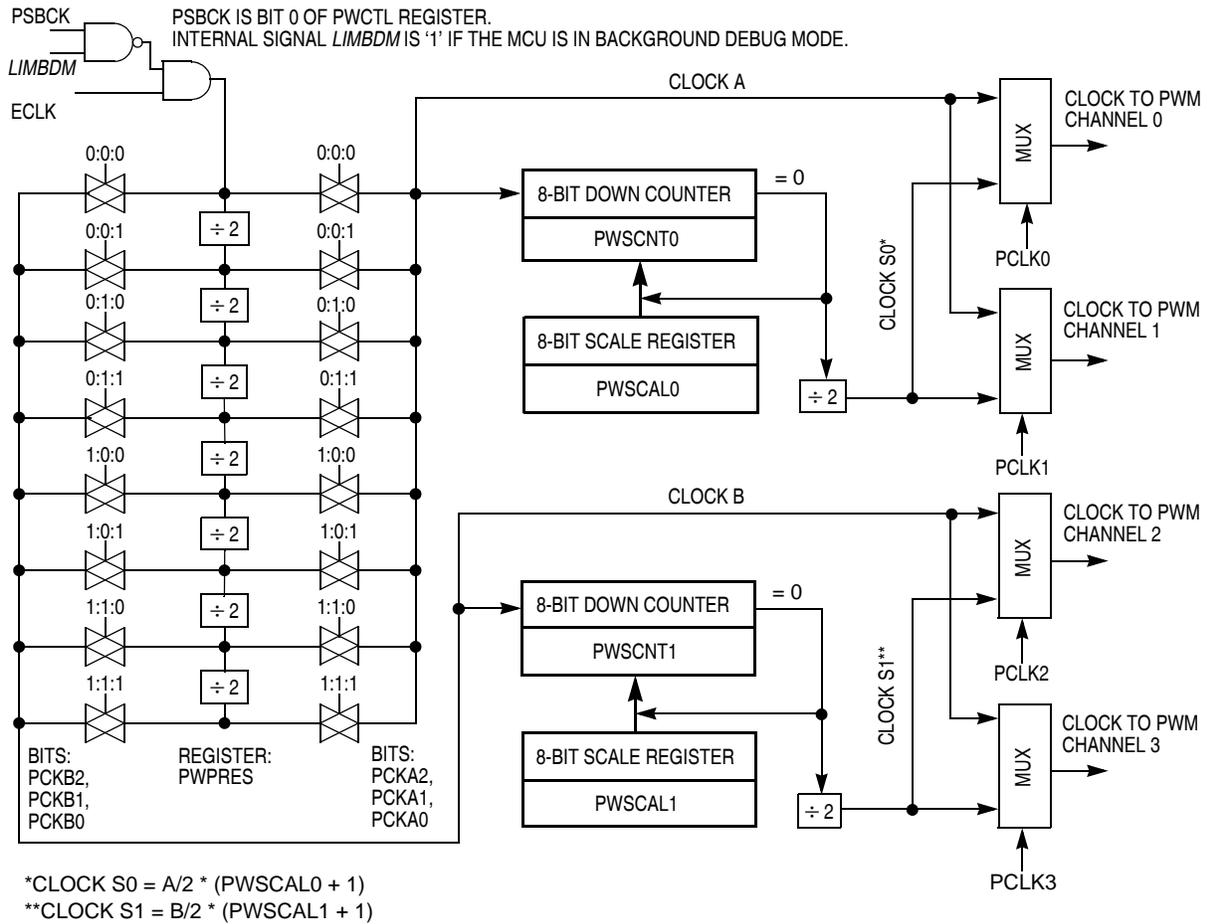 PSBCK
PSBCK IS BIT 0 OF PWCTL REGISTER.
INTERNAL SIGNAL LIMBDM IS ‘1’ IF THE MCU IS IN BACKGROUND DEBUG MODE.
LIMBDM
ECLK
CLOCK A
MUX
CLOCK TO PWM
CHANNEL 0
PCLK0
0:0:0
0:0:0
÷ 2
0:0:1
0:0:1
÷ 2
0:1:0
0:1:0
÷ 2
0:1:1
0:1:1
÷ 2
1:0:0
1:0:0
÷ 2
1:0:1
1:0:1
÷ 2
1:1:0
1:1:0
÷ 2
1:1:1
1:1:1
8-BIT DOWN COUNTER
= 0
PWSCNT0
8-BIT SCALE REGISTER
PWSCAL0
÷ 2
CLOCK S0*
MUX
CLOCK TO PWM
CHANNEL 1
PCLK1
CLOCK B
MUX
CLOCK TO PWM
CHANNEL 2
PCLK2
8-BIT DOWN COUNTER
= 0
PWSCNT1
8-BIT SCALE REGISTER
PWSCAL1
÷ 2
CLOCK S1**
MUX
CLOCK TO PWM
CHANNEL 3
PCLK3
BITS:
PCKB2,
PCKB1,
PCKB0
REGISTER:
PWPRES
BITS:
PCKA2,
PCKA1,
PCKA0
*CLOCK S0 = A/2 * (PWSCAL0 + 1)
**CLOCK S1 = B/2 * (PWSCAL1 + 1)